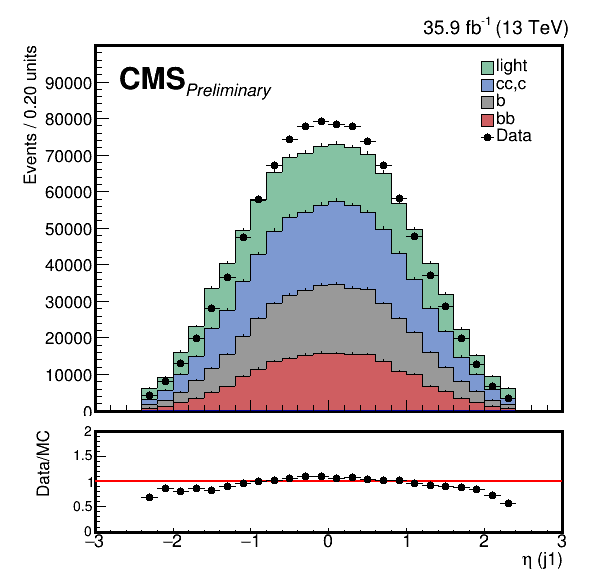 35.9 fb⁻¹ (13 TeV)
CMS Preliminary
light
cc,c
b
bb
Data
Events / 0.20 units
90000
80000
70000
60000
50000
40000
30000
20000
10000
0
Data/MC
2
1.5
1
0.5
0
−3 −2 −1 0 1 2 3
η (j1)